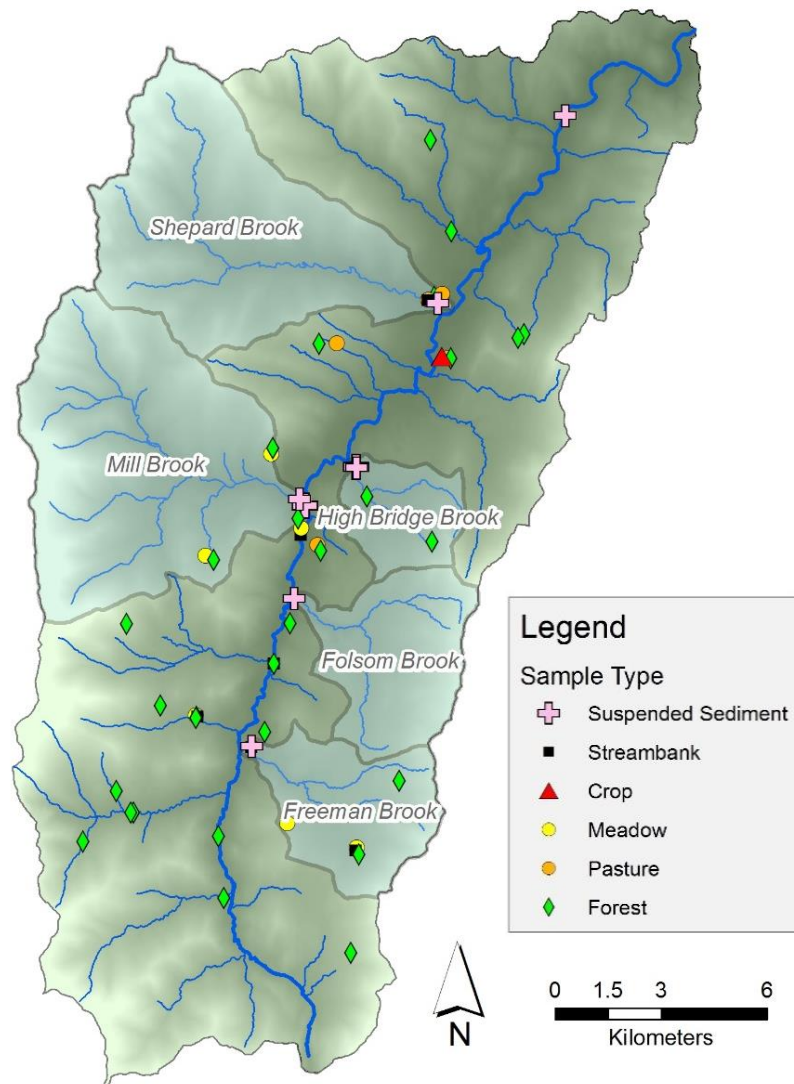 Shepard Brook
Mill Brook
High Bridge Brook
Folsom Brook
Freeman Brook
Legend
Sample Type
Suspended Sediment
Streambank
Crop
Meadow
Pasture
Forest
N
0 1.5 3 6
Kilometers